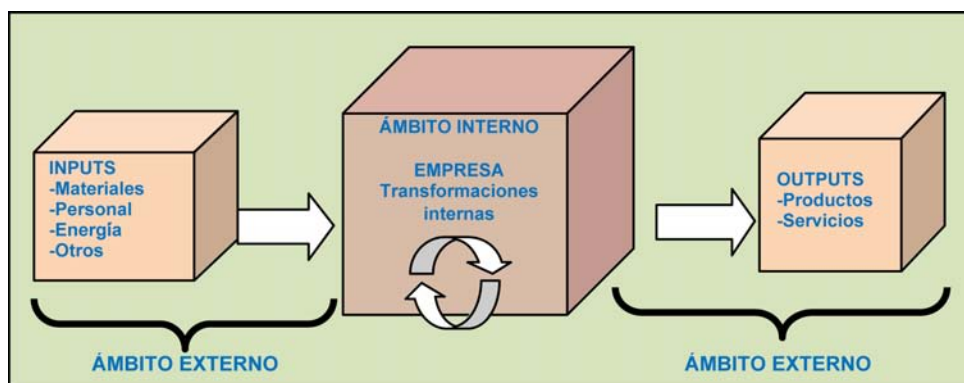 INPUTS
-Materiales
-Personal
-Energía
-Otros
ÁMBITO INTERNO
EMPRESA
Transformaciones
internas
OUTPUTS
-Productos
-Servicios
ÁMBITO EXTERNO
ÁMBITO EXTERNO